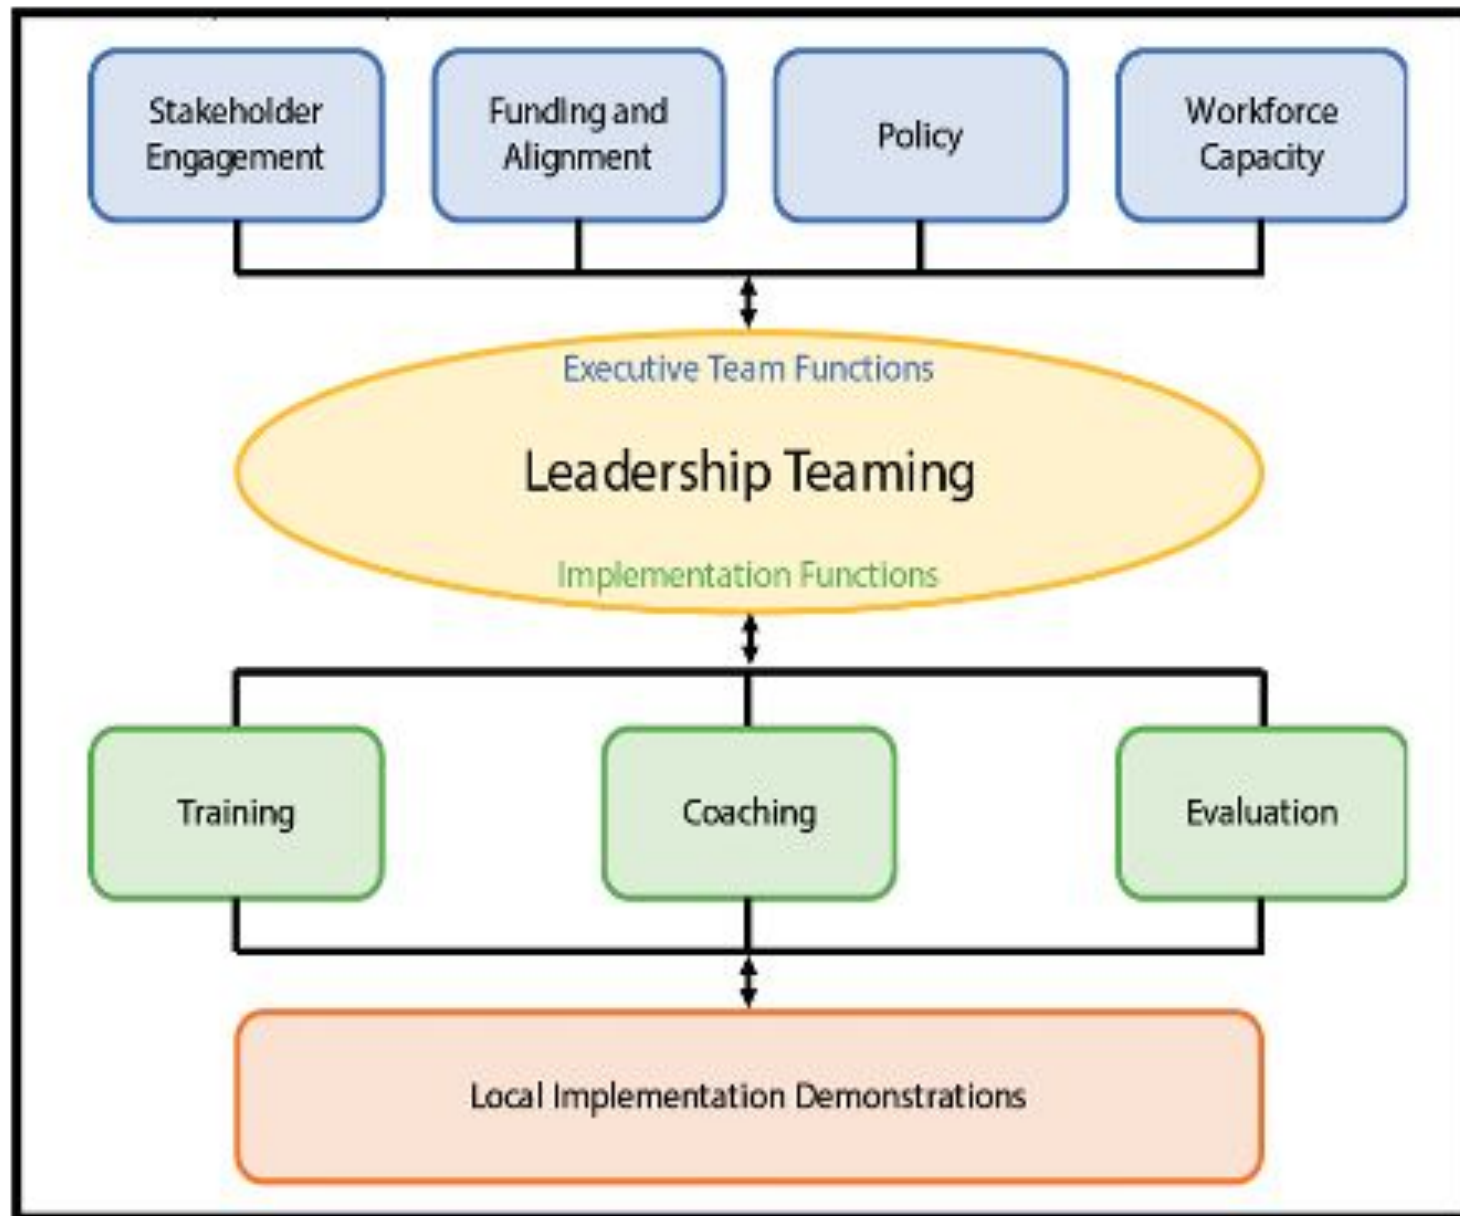 Stakeholder
Engagement
Funding and
Alignment
Policy
Workforce
Capacity
Executive Team Functions
Leadership Teaming
Implementation Functions
Training
Coaching
Evaluation
Local Implementation Demonstrations